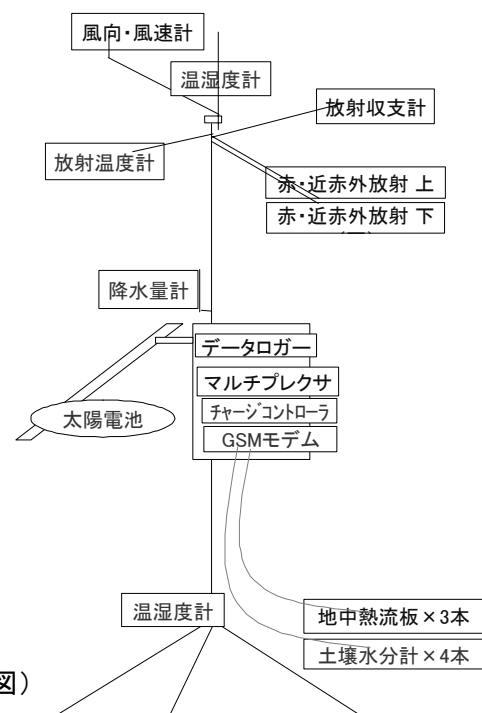 風向・風速計
温湿度計
放射収支計
放射温度計
赤・近赤外放射 上
赤・近赤外放射 下
降水量計
データロガー
マルチプレクサ
チャージコントローラ
太陽電池
GSMモデム
温湿度計
地中熱流板×3本
土壌水分計×4本
図）